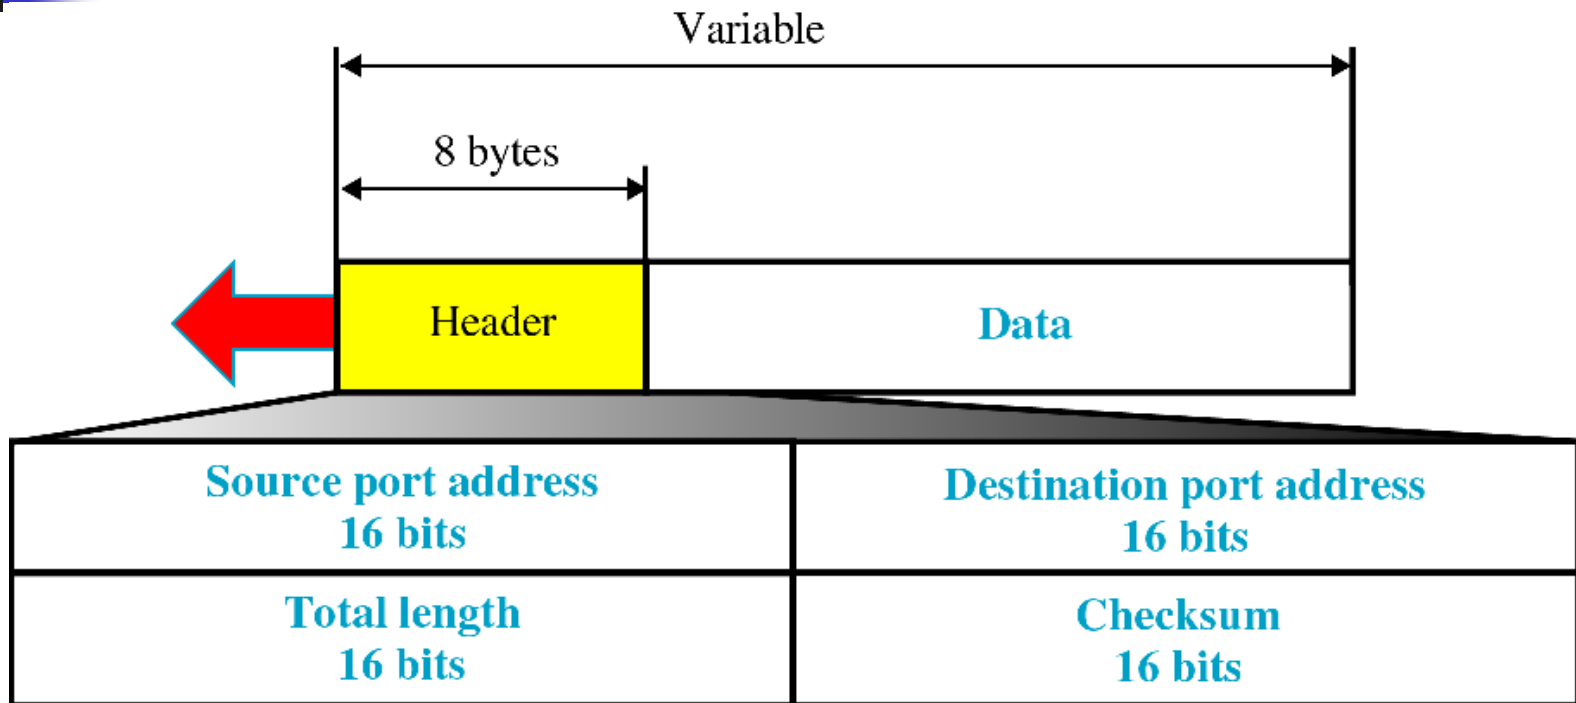 Variable
8 bytes
Header
Data
Source port address
16 bits
Destination port address
16 bits
Total length
16 bits
Checksum
16 bits